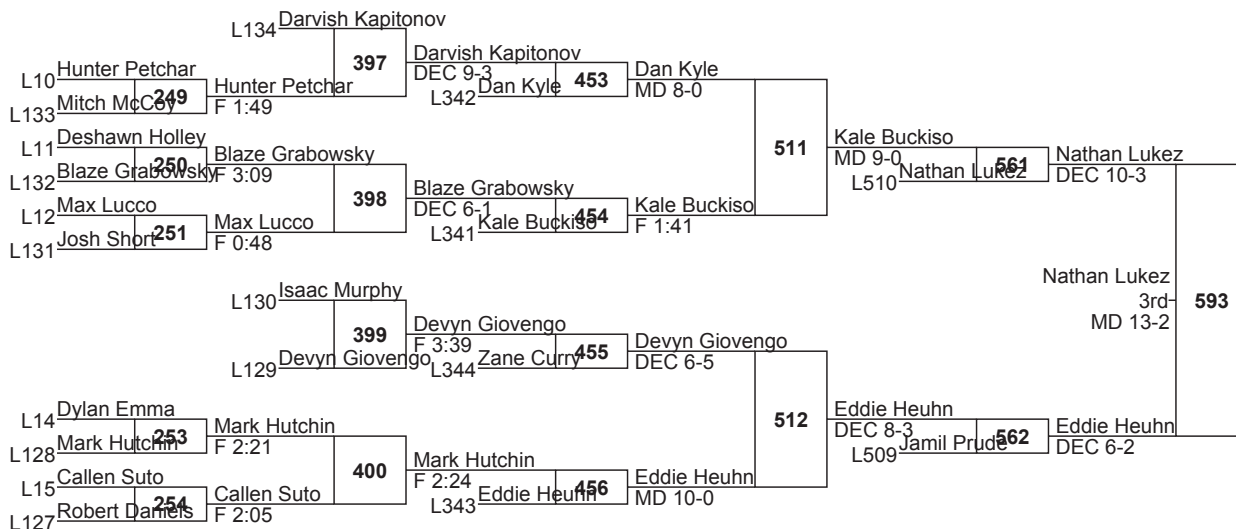 L134 Darvish Kapitonov
397
Darvish Kapitonov
DEC 9-3
L10 Hunter Petchar
249
Hunter Petchar
F 1:49
L133 Mitch McCoy
L342 Dan Kyle
453
Dan Kyle
MD 8-0
L11 Deshawn Holley
250
Blaze Grabowsky
F 3:09
L132 Blaze Grabowsky
398
Blaze Grabowsky
DEC 6-1
L12 Max Lucco
251
Max Lucco
F 0:48
L131 Josh Short
L341 Kale Buckiso
454
Kale Buckiso
F 1:41
511
Kale Buckiso
MD 9-0
L510 Nathan Lukez
561
Nathan Lukez
DEC 10-3
L130 Isaac Murphy
399
Devyn Giovengo
F 3:39
L129 Devyn Giovengo
L344 Zane Curry
455
Devyn Giovengo
DEC 6-5
L14 Dylan Emma
253
Mark Hutchin
F 2:21
L128 Mark Hutchin
400
Mark Hutchin
F 2:24
L15 Callen Suto
254
Callen Suto
F 2:05
L127 Robert Daniels
L343 Eddie Heuhn
456
Eddie Heuhn
MD 10-0
512
Eddie Heuhn
DEC 8-3
L509 Jamil Prude
562
Eddie Heuhn
DEC 6-2
593
Nathan Lukez
3rd
MD 13-2